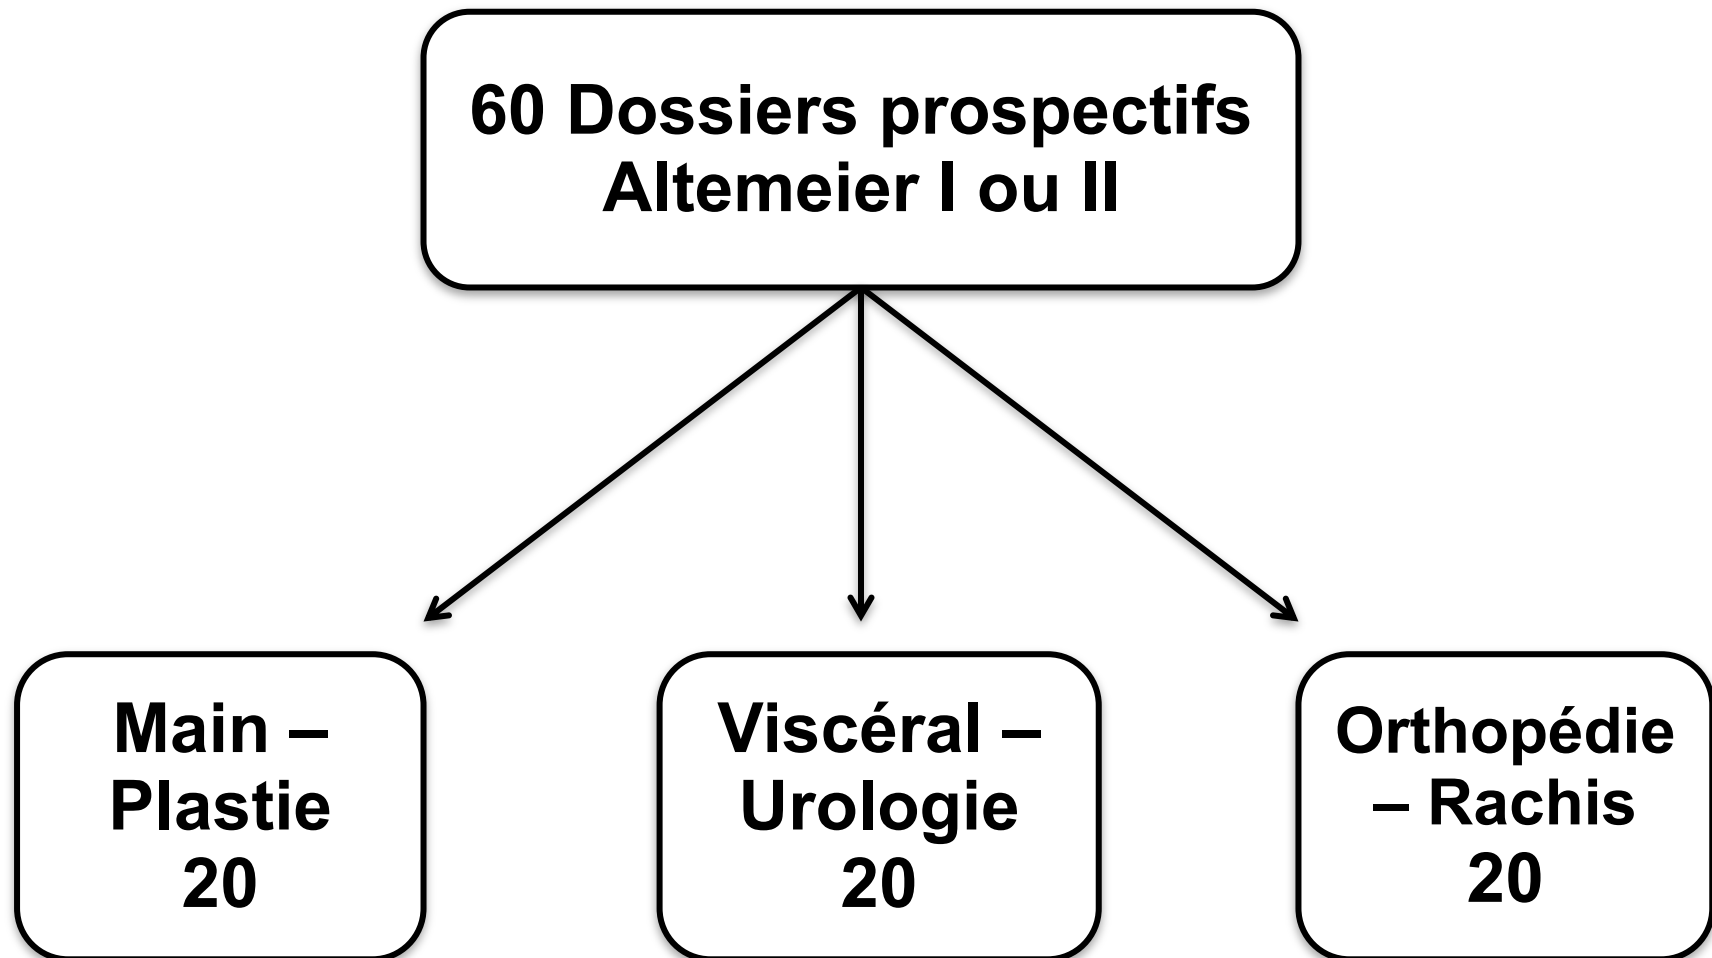 60 Dossiers prospectifs
Altemeier I ou II
Main –
Plastie
20
Viscéral –
Urologie
20
Orthopédie
– Rachis
20